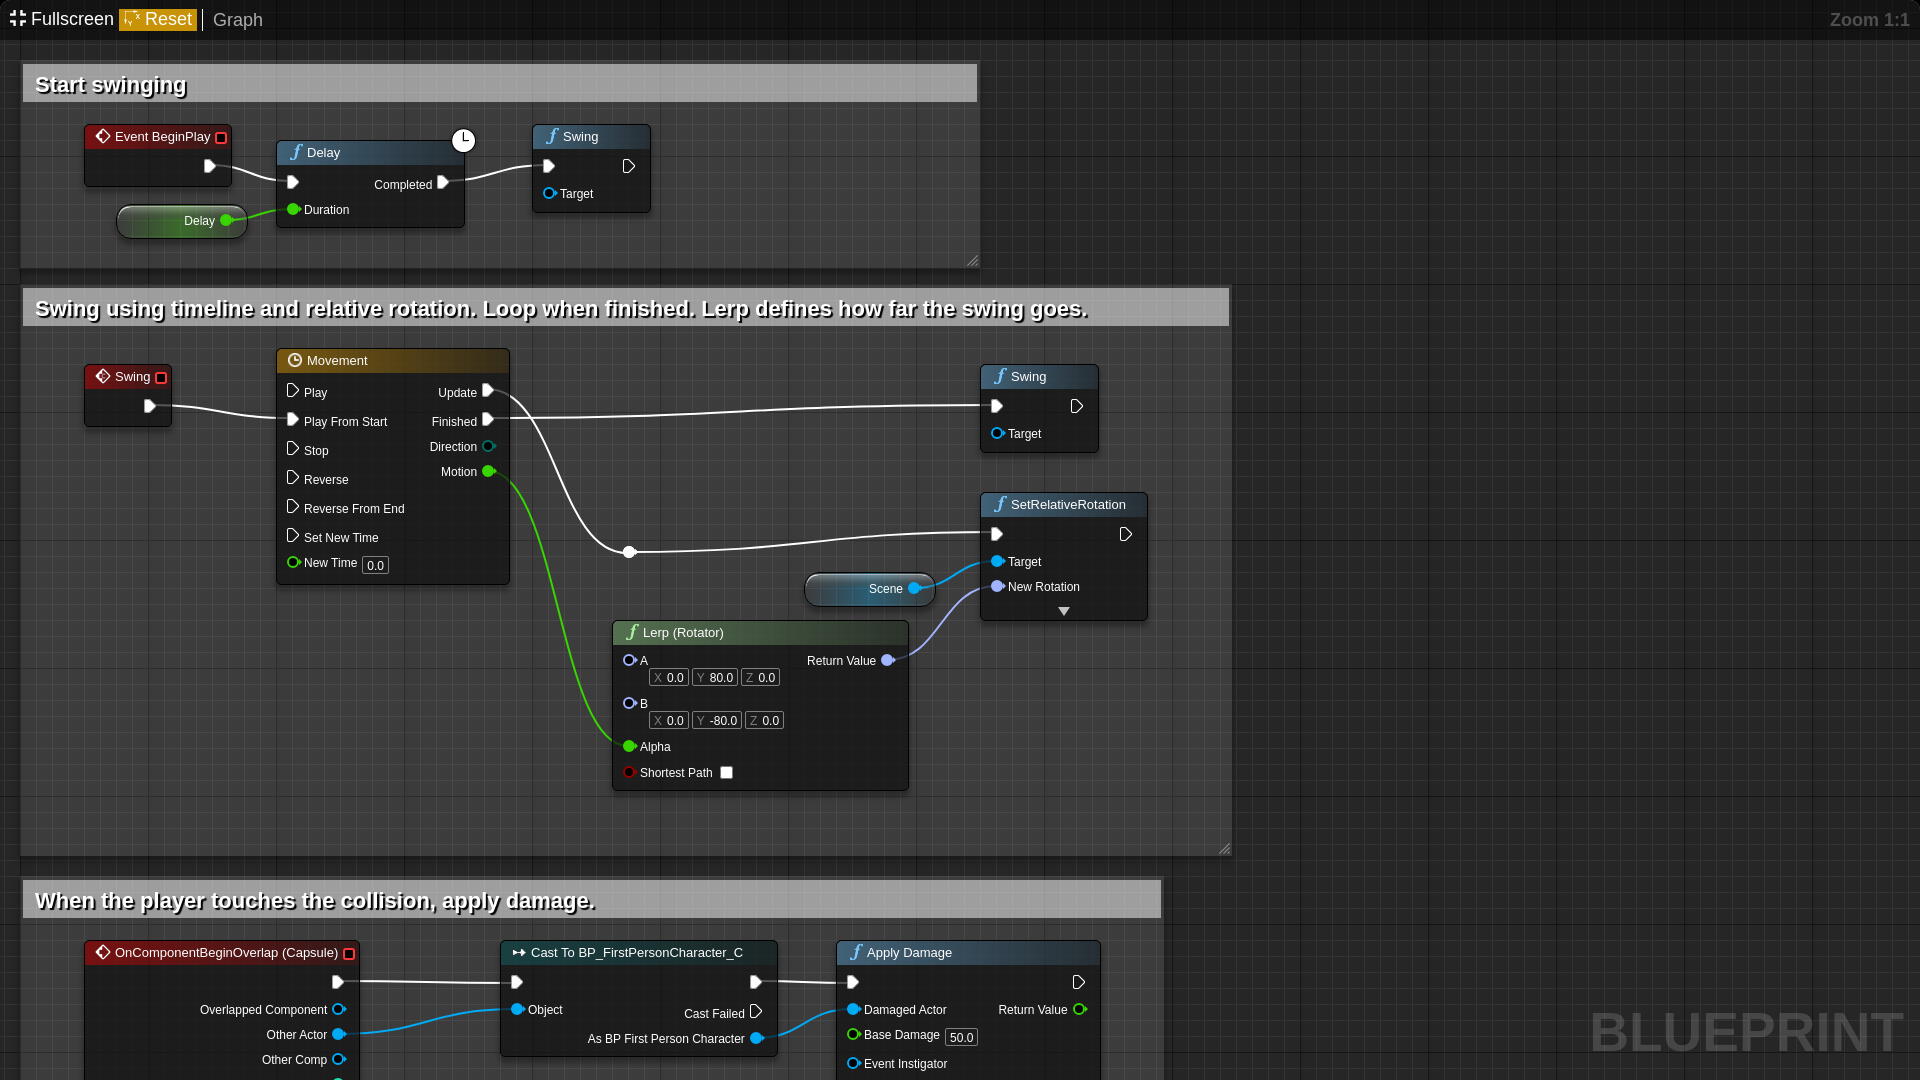 Fullscreen Reset Graph Zoom 1:1
Start swinging
Event BeginPlay
Delay
Completed
Duration
Delay
Swing
Target
Swing using timeline and relative rotation. Loop when finished. Lerp defines how far the swing goes.
Swing
Movement
Play Update
Play From Start Finished
Stop Direction
Reverse Motion
Reverse From End
Set New Time
New Time 0.0
Swing
Target
SetRelativeRotation
Target
New Rotation
Scene
Lerp (Rotator)
A Return Value
X 0.0 Y 80.0 Z 0.0
B
X 0.0 Y -80.0 Z 0.0
Alpha
Shortest Path
When the player touches the collision, apply damage.
OnComponentBeginOverlap (Capsule)
Overlapped Component
Other Actor
Other Comp
Cast To BP_FirstPersonCharacter_C
Object
Cast Failed
As BP First Person Character
Apply Damage
Damaged Actor Return Value
Base Damage 50.0
Event Instigator
BLUEPRINT